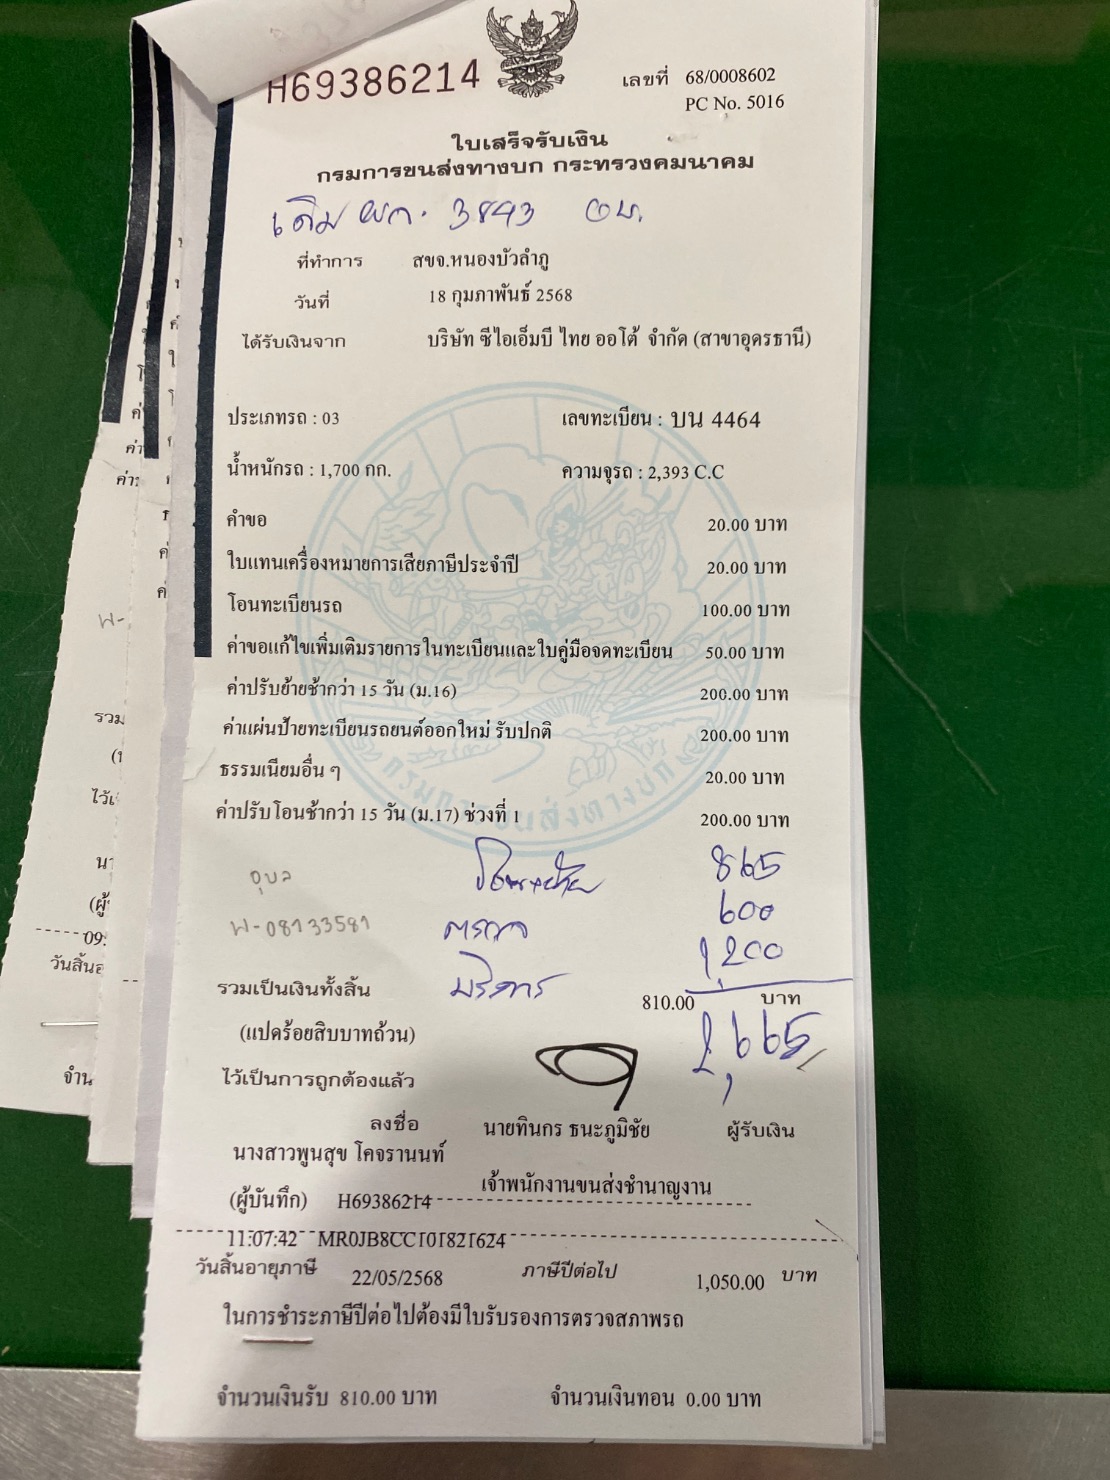 H69386214
เลขที่ 68/0008602
PC No. 5016
ใบเสร็จรับเงิน
กรมการขนส่งทางบก กระทรวงคมนาคม
เดิม ผก. 3893 อบ.
ที่ทำการ สขจ.หนองบัวลำภู
วันที่ 18 กุมภาพันธ์ 2568
ได้รับเงินจาก บริษัท ซีไอเอ็มบี ไทย ออโต้ จำกัด (สาขาอุดรธานี)
ประเภทรถ : 03 เลขทะเบียน : บน 4464
น้ำหนักรถ : 1,700 กก. ความจุรถ : 2,393 C.C
คำขอ 20.00 บาท
ใบแทนเครื่องหมายการเสียภาษีประจำปี 20.00 บาท
โอนทะเบียนรถ 100.00 บาท
ค่าขอแก้ไขเพิ่มเติมรายการในทะเบียนและใบคู่มือจดทะเบียน 50.00 บาท
ค่าปรับย้ายช้ากว่า 15 วัน (ม.16) 200.00 บาท
ค่าแผ่นป้ายทะเบียนรถยนต์ออกใหม่ รับปกติ 200.00 บาท
ธรรมเนียมอื่น ๆ 20.00 บาท
ค่าปรับโอนช้ากว่า 15 วัน (ม.17) ช่วงที่ 1 200.00 บาท
865
อุบล 600
W-08133581 ตรวจ
บริการ 1,200
รวมเป็นเงินทั้งสิ้น 810.00 บาท
(แปดร้อยสิบบาทถ้วน) 2,665
ไว้เป็นการถูกต้องแล้ว
ลงชื่อ นายทินกร ธนะภูมิชัย ผู้รับเงิน
นางสาวพูนสุข โคจรานนท์
เจ้าพนักงานขนส่งชำนาญงาน
(ผู้บันทึก) H69386214
11:07:42 MR0JB8CC101821624
วันสิ้นอายุภาษี 22/05/2568 ภาษีปีต่อไป 1,050.00 บาท
ในการชำระภาษีปีต่อไปต้องมีใบรับรองการตรวจสภาพรถ
จำนวนเงินรับ 810.00 บาท จำนวนเงินทอน 0.00 บาท